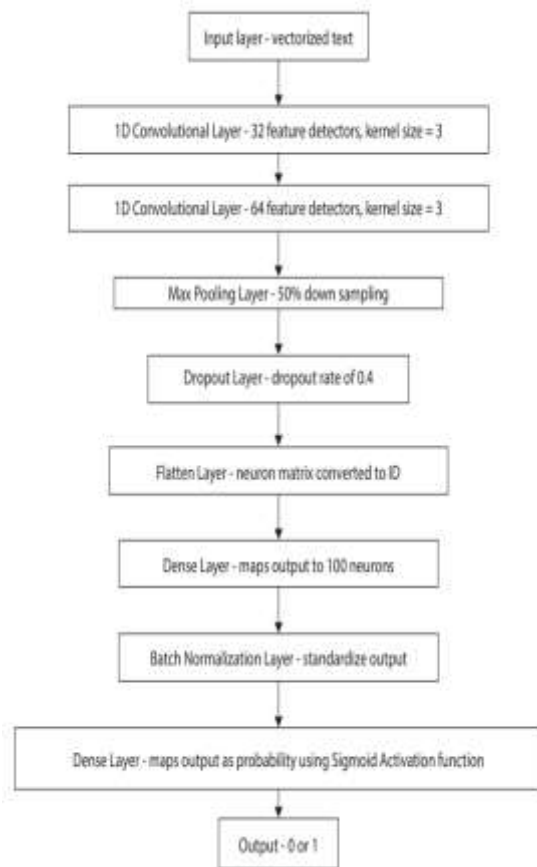 Input layer - vectorized text
1D Convolutional Layer - 32 feature detectors, kernel size = 3
1D Convolutional Layer - 64 feature detectors, kernel size = 3
Max Pooling Layer - 50% down sampling
Dropout Layer - dropout rate of 0.4
Flatten Layer - neuron matrix converted to ID
Dense Layer - maps output to 100 neurons
Batch Normalization Layer - standardize output
Dense Layer - maps output as probability using Sigmoid Activation function
Output - 0 or 1